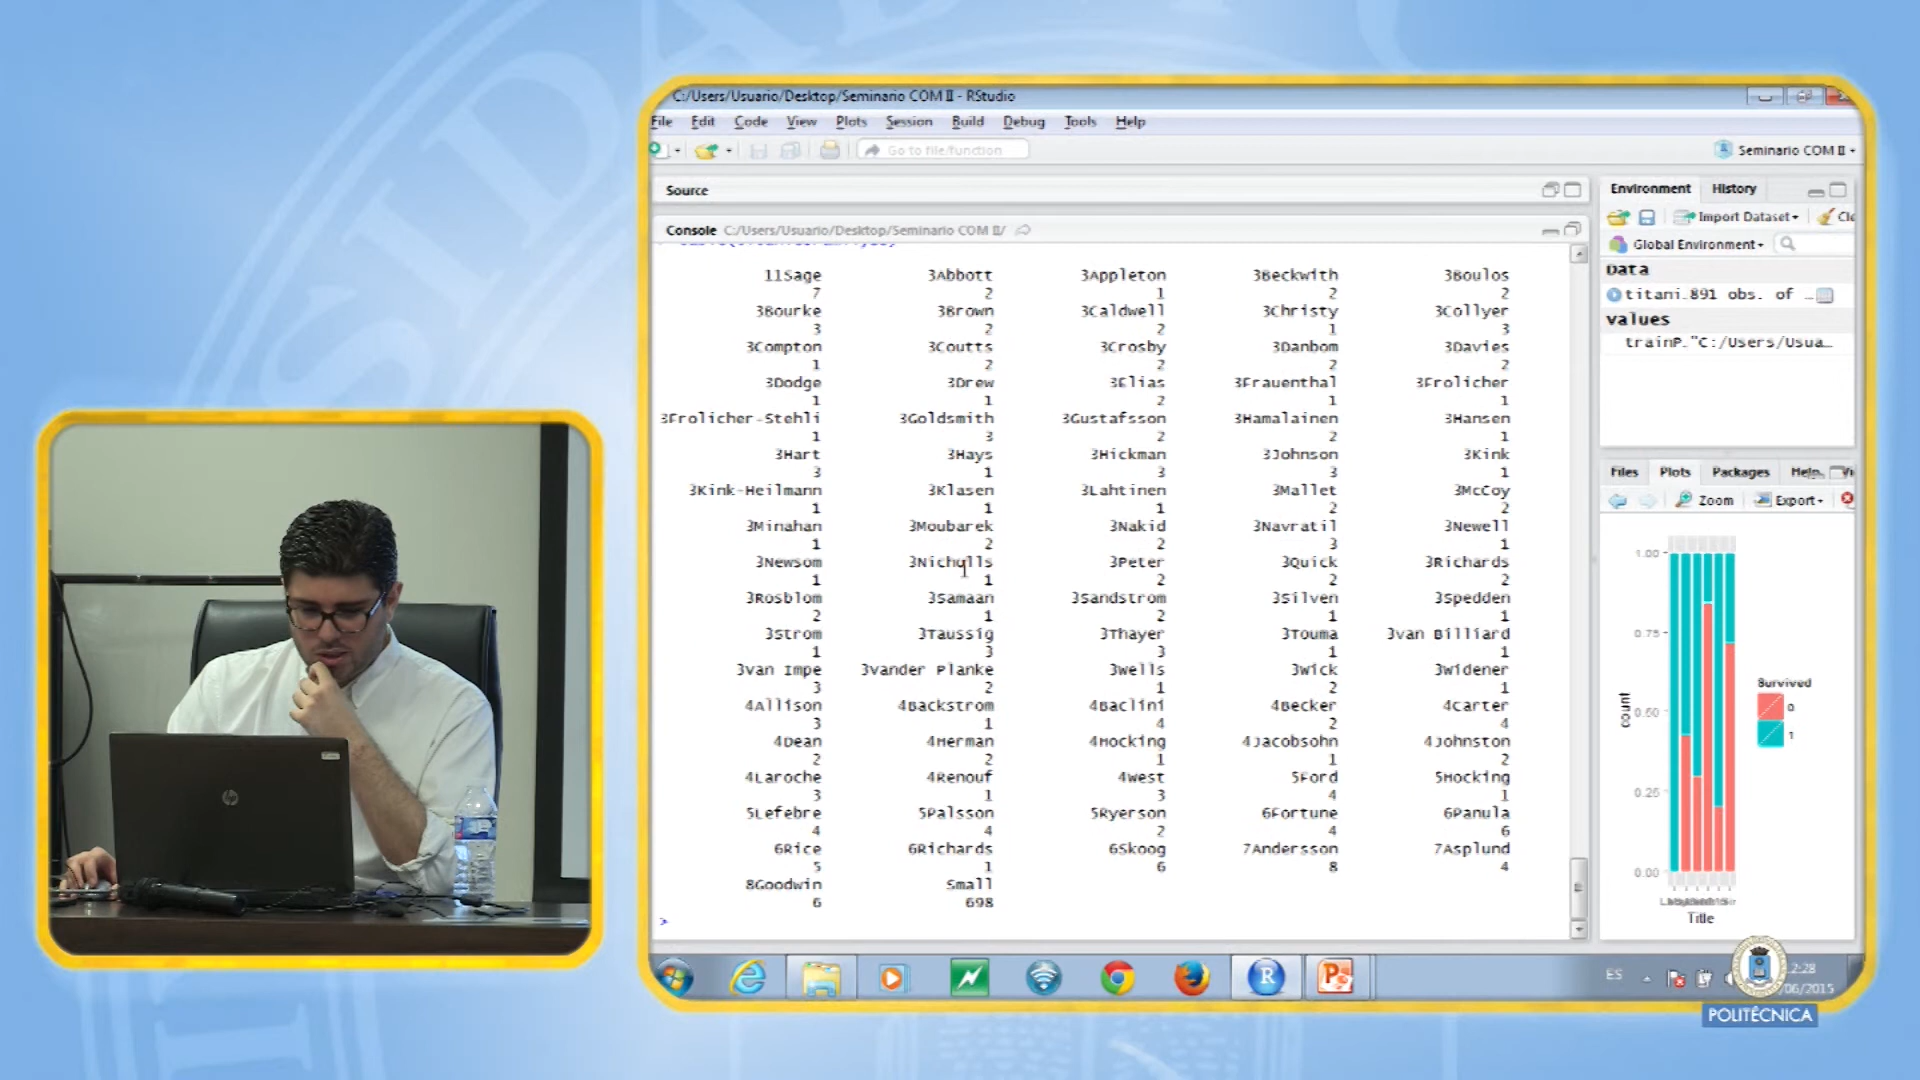 C:/Users/Usuario/Desktop/Seminario COM II - RStudio
File Edit Code View Plots Session Build Debug Tools Help
Go to file/function
Seminario COM II
Source
Console C:/Users/Usuario/Desktop/Seminario COM II/
11Sage 3Abbott 3Appleton 3Beckwith 3Boulos
7 2 1 2 2
3Bourke 3Brown 3Caldwell 3Christy 3Collyer
3 2 2 1 3
3Compton 3Coutts 3Crosby 3Danbom 3Davies
1 2 2 2 2
3Dodge 3Drew 3Elias 3Frauenthal 3Frolicher
1 1 2 1 1
3Frolicher-Stehli 3Goldsmith 3Gustafsson 3Hamalainen 3Hansen
1 3 2 2 1
3Hart 3Hays 3Hickman 3Johnson 3Kink
3 1 3 3 1
3Kink-Heilmann 3Klasen 3Lahtinen 3Mallet 3McCoy
1 1 1 2 2
3Minahan 3Moubarek 3Nakid 3Navratil 3Newell
1 2 2 3 1
3Newsom 3Nicholls 3Peter 3Quick 3Richards
1 1 2 2 2
3Rosblom 3Samaan 3Sandstrom 3Silven 3Spedden
2 1 2 1 1
3Strom 3Taussig 3Thayer 3Touma 3van Billiard
1 3 3 1 1
3Van Impe 3Vander Planke 3Wells 3Wick 3Widener
3 2 1 2 1
4Allison 4Backstrom 4Baclini 4Becker 4Carter
3 1 4 2 4
4Dean 4Herman 4Hocking 4Jacobsohn 4Johnston
2 2 1 1 2
4Laroche 4Renouf 4West 5Ford 5Hocking
3 1 3 4 1
5Lefebre 5Palsson 5Ryerson 6Fortune 6Panula
4 4 2 4 6
6Rice 6Richards 6Skoog 7Andersson 7Asplund
5 1 6 8 4
8Goodwin Small
6 698
>
Environment History
Import Dataset
Global Environment
Data
titani.891 obs. of …
values
trainP."C:/Users/Usua…
Files Plots Packages Help
Zoom Export
1.00
0.75
0.50
0.25
0.00
count
Title
Survived
0
1
ES
2:28
/06/2015
POLITÉCNICA
hp